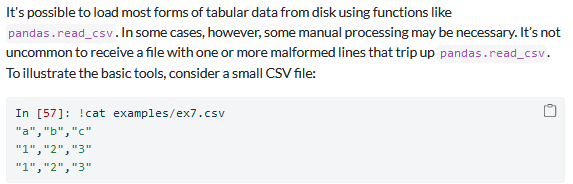 It's possible to load most forms of tabular data from disk using functions like
pandas.read_csv. In some cases, however, some manual processing may be necessary. It's not
uncommon to receive a file with one or more malformed lines that trip up pandas.read_csv.
To illustrate the basic tools, consider a small CSV file:
In [57]: !cat examples/ex7.csv
"a","b","c"
"1","2","3"
"1","2","3"